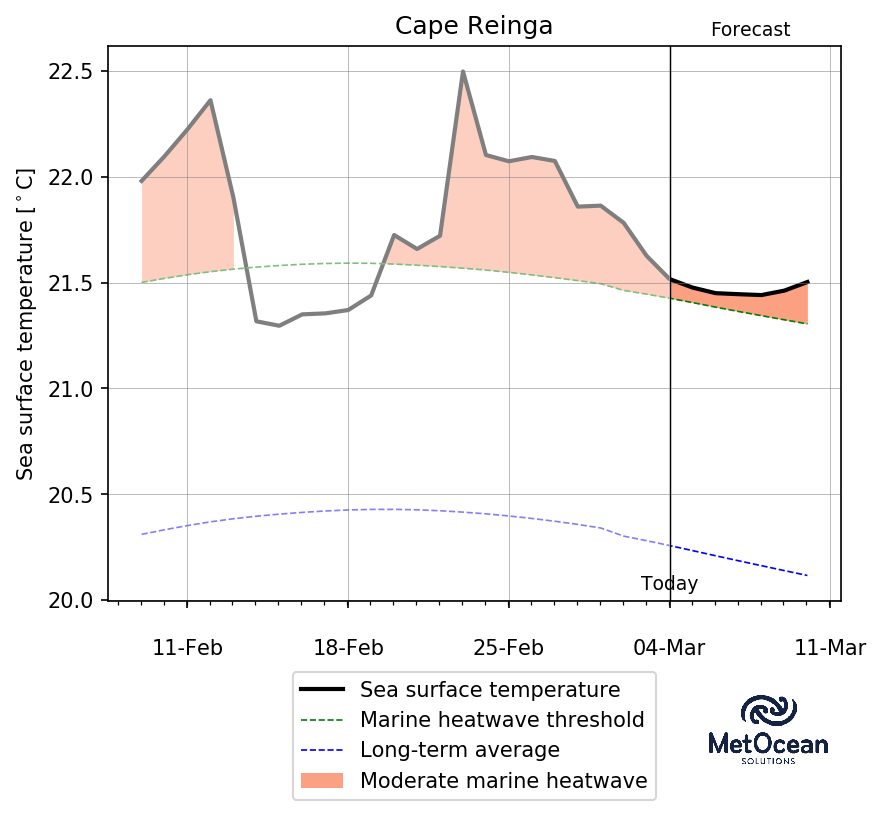 Cape Reinga
Forecast
Sea surface temperature [°C]
22.5
22.0
21.5
21.0
20.5
20.0
Today
11-Feb 18-Feb 25-Feb 04-Mar 11-Mar
Sea surface temperature
Marine heatwave threshold
Long-term average
Moderate marine heatwave
MetOcean
SOLUTIONS